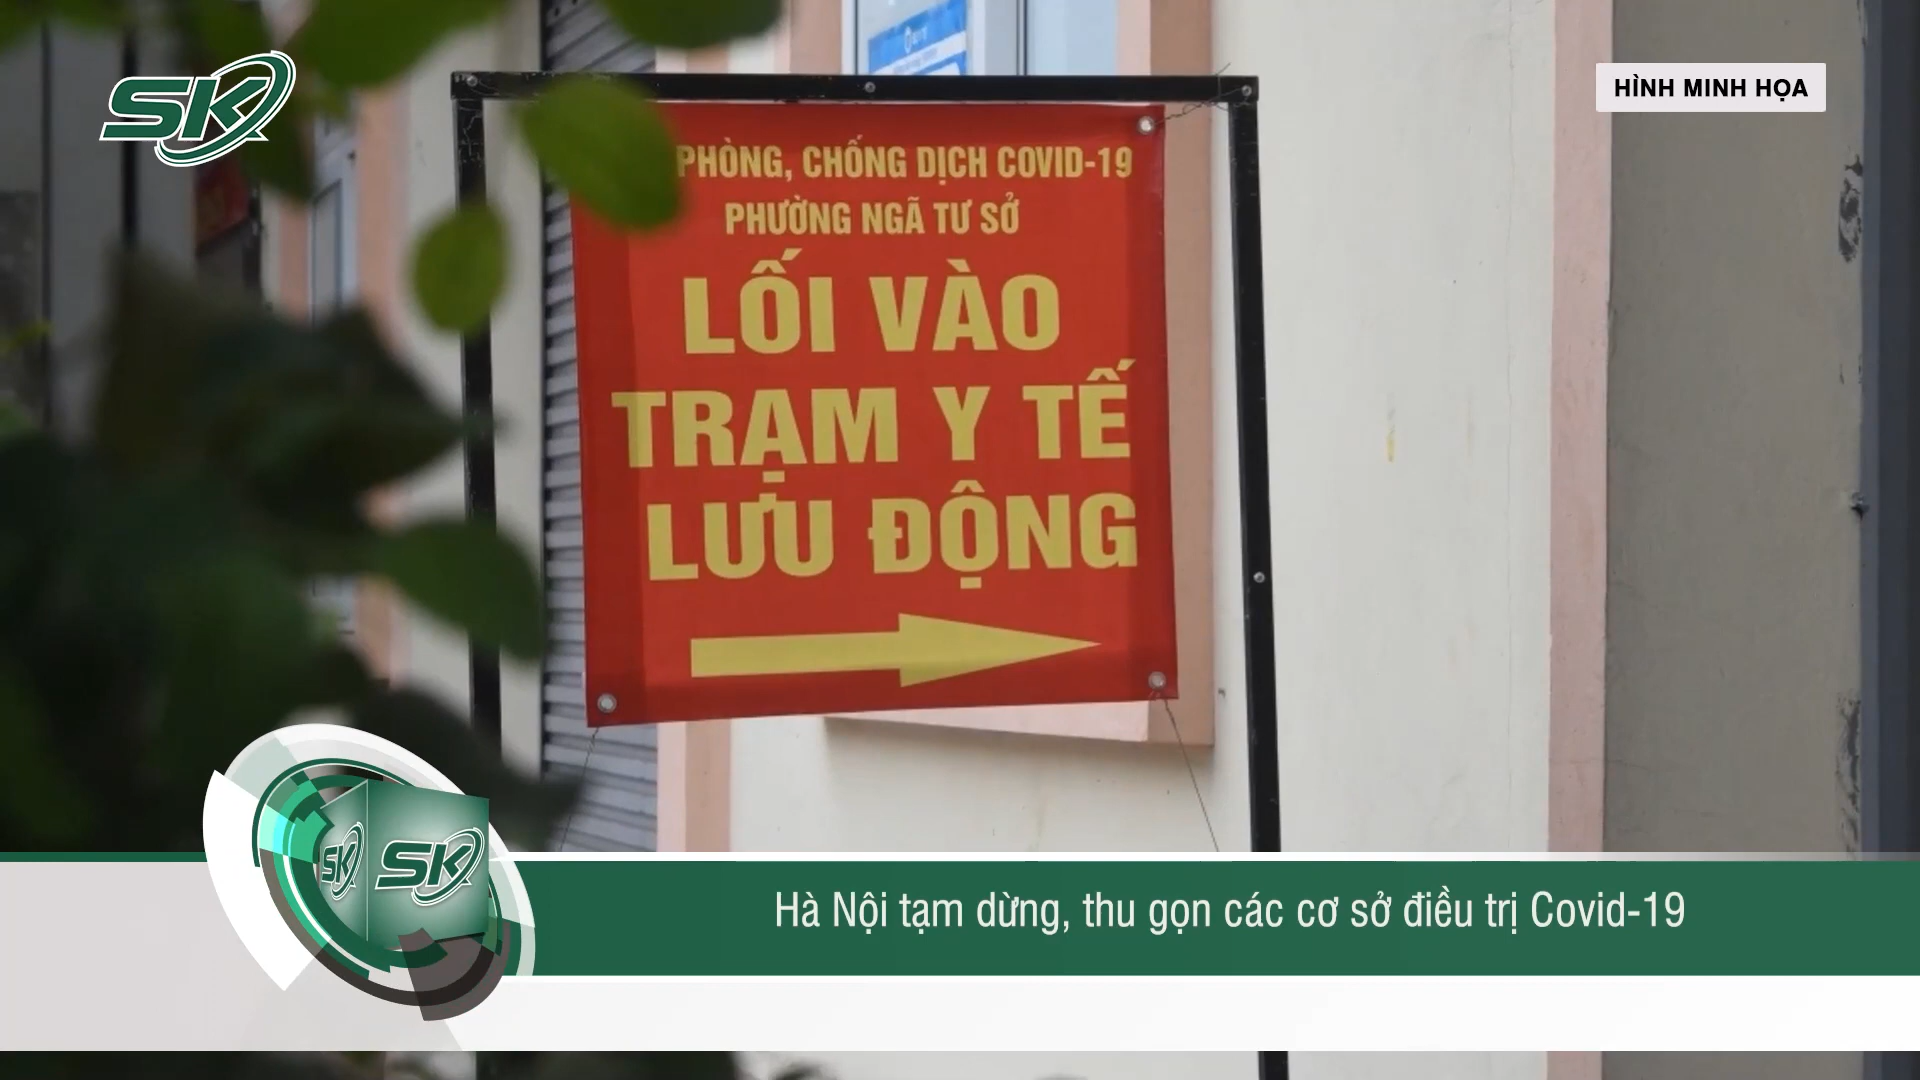 SK
HÌNH MINH HỌA
PHÒNG, CHỐNG DỊCH COVID-19
PHƯỜNG NGÃ TƯ SỞ
LỐI VÀO
TRẠM Y TẾ
LƯU ĐỘNG
SK SK
Hà Nội tạm dừng, thu gọn các cơ sở điều trị Covid-19